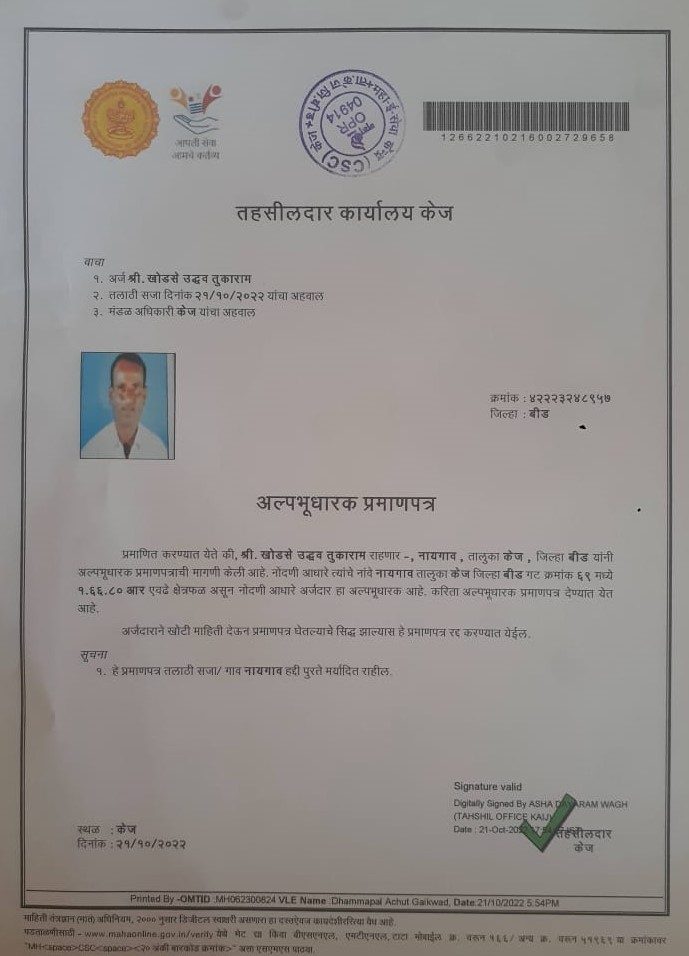 आपली सेवा
आमचे कर्तव्य
(CSC)
OPR
04914
12662210216002729658
तहसीलदार कार्यालय केज
वाचा
१. अर्ज श्री. खोडसे उद्धव तुकाराम
२. तलाठी सजा दिनांक २१/१०/२०२२ यांचा अहवाल
३. मंडळ अधिकारी केज यांचा अहवाल
क्रमांक : ४२२२३२४८९५७
जिल्हा : बीड
अल्पभूधारक प्रमाणपत्र
प्रमाणित करण्यात येते की, श्री. खोडसे उद्धव तुकाराम राहणार -, नायगाव , तालुका केज , जिल्हा बीड यांनी
अल्पभूधारक प्रमाणपत्राची मागणी केली आहे. नोदणी आधारे त्यांचे नांवे नायगाव तालुका केज जिल्हा बीड गट क्रमांक ६९ मध्ये
१.६६.८० आर एवढे क्षेत्रफळ असून नोदणी आधारे अर्जदार हा अल्पभूधारक आहे. करिता अल्पभूधारक प्रमाणपत्र देण्यात येत
आहे.
अर्जदाराने खोटी माहिती देऊन प्रमाणपत्र घेतल्याचे सिद्ध झाल्यास हे प्रमाणपत्र रद्द करण्यात येईल.
सूचना
१. हे प्रमाणपत्र तलाठी सजा/ गाव नायगाव हद्दी पुरते मर्यादित राहील.
Signature valid
Digitally Signed By ASHA DAYARAM WAGH
(TAHSHIL OFFICE KAIJ)
Date : 21-Oct-2022
तहसीलदार
केज
स्थळ : केज
दिनांक : २१/१०/२०२२
Printed By -OMTID :MH062300824 VLE Name :Dhammapal Achut Gaikwad, Date:21/10/2022 5:54PM
माहिती तंत्रज्ञान (माते) अधिनियम, २००० नुसार डिजीटल स्वाक्षरी असणारा हा दस्तऐवज कायदेशीररित्या वैध आहे.
पडताळणीसाठी - www.mahaonline.gov.in/verify येथे भेट द्या किंवा बीएसएनएल, एमटीएनएल, टाटा मोबाईल क्र. वरून १६६/ अन्य क्र. वरून ५१९६९ या क्रमांकावर
"MH<space>CSC<space><२० अंकी बारकोड क्रमांक>" असा एसएमएस पाठवा.